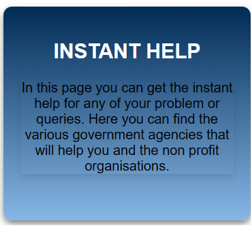 INSTANT HELP
In this page you can get the instant
help for any of your problem or
queries. Here you can find the
various government agencies that
will help you and the non profit
organisations.